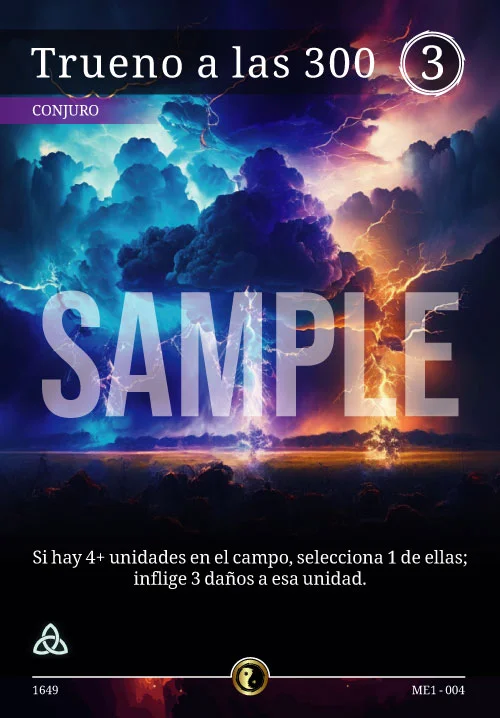 Trueno a las 300
3
CONJURO
SAMPLE
Si hay 4+ unidades en el campo, selecciona 1 de ellas;
inflige 3 daños a esa unidad.
1649
ME1 - 004